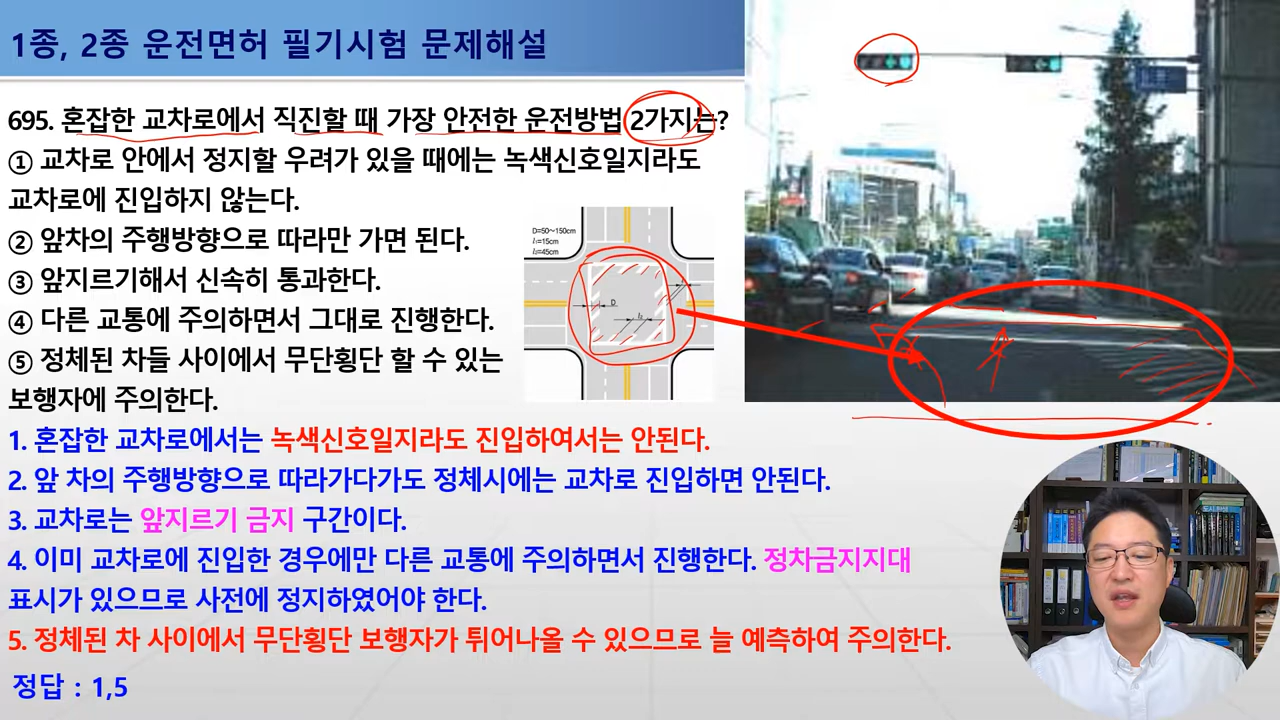 1종, 2종 운전면허 필기시험 문제해설
695. 혼잡한 교차로에서 직진할 때 가장 안전한 운전방법 2가지는?
① 교차로 안에서 정지할 우려가 있을 때에는 녹색신호일지라도
교차로에 진입하지 않는다.
② 앞차의 주행방향으로 따라만 가면 된다.
③ 앞지르기해서 신속히 통과한다.
④ 다른 교통에 주의하면서 그대로 진행한다.
⑤ 정체된 차들 사이에서 무단횡단 할 수 있는
보행자에 주의한다.
D=50~150cm
l₁=15cm
l₂=45cm
D
1. 혼잡한 교차로에서는 녹색신호일지라도 진입하여서는 안된다.
2. 앞 차의 주행방향으로 따라가다가도 정체시에는 교차로 진입하면 안된다.
3. 교차로는 앞지르기 금지 구간이다.
4. 이미 교차로에 진입한 경우에만 다른 교통에 주의하면서 진행한다. 정차금지지대
표시가 있으므로 사전에 정지하였어야 한다.
5. 정체된 차 사이에서 무단횡단 보행자가 튀어나올 수 있으므로 늘 예측하여 주의한다.
정답 : 1,5